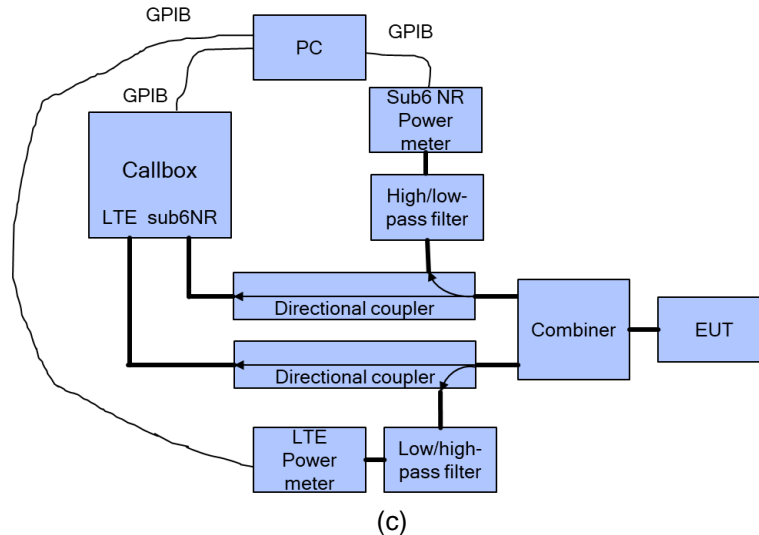 GPIB
PC
GPIB
GPIB
Sub6 NR
Power
meter
Callbox
LTE sub6NR
High/low-
pass filter
Directional coupler
Combiner
EUT
Directional coupler
LTE
Power
meter
Low/high-
pass filter
(c)